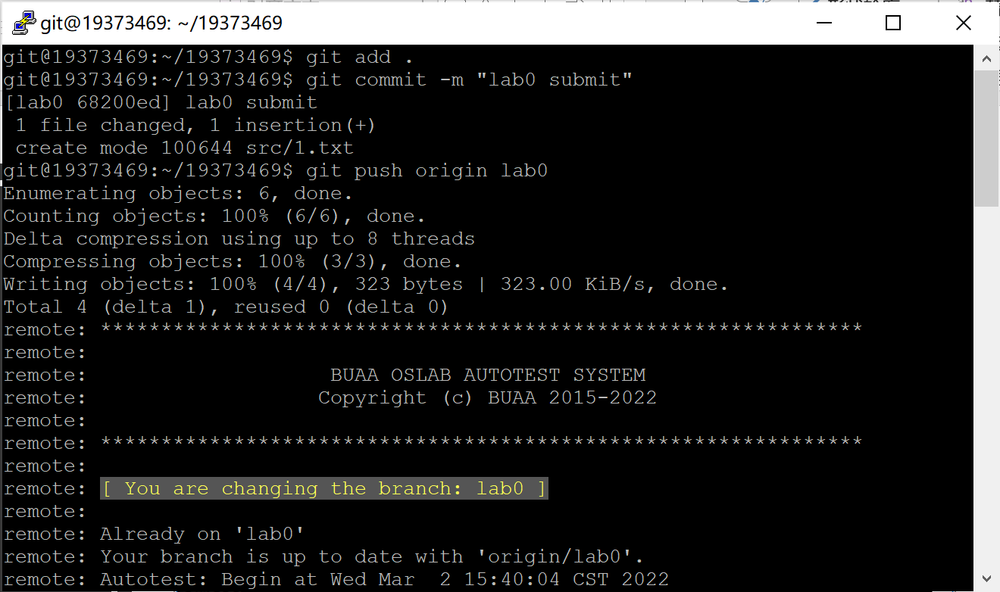 git@19373469: ~/19373469
git@19373469:~/19373469$ git add .
git@19373469:~/19373469$ git commit -m "lab0 submit"
[lab0 68200ed] lab0 submit
 1 file changed, 1 insertion(+)
 create mode 100644 src/1.txt
git@19373469:~/19373469$ git push origin lab0
Enumerating objects: 6, done.
Counting objects: 100% (6/6), done.
Delta compression using up to 8 threads
Compressing objects: 100% (3/3), done.
Writing objects: 100% (4/4), 323 bytes | 323.00 KiB/s, done.
Total 4 (delta 1), reused 0 (delta 0)
remote: ***************************************************************
remote:
remote:                    BUAA OSLAB AUTOTEST SYSTEM
remote:                   Copyright (c) BUAA 2015-2022
remote:
remote: ***************************************************************
remote:
remote: [ You are changing the branch: lab0 ]
remote:
remote: Already on 'lab0'
remote: Your branch is up to date with 'origin/lab0'.
remote: Autotest: Begin at Wed Mar  2 15:40:04 CST 2022